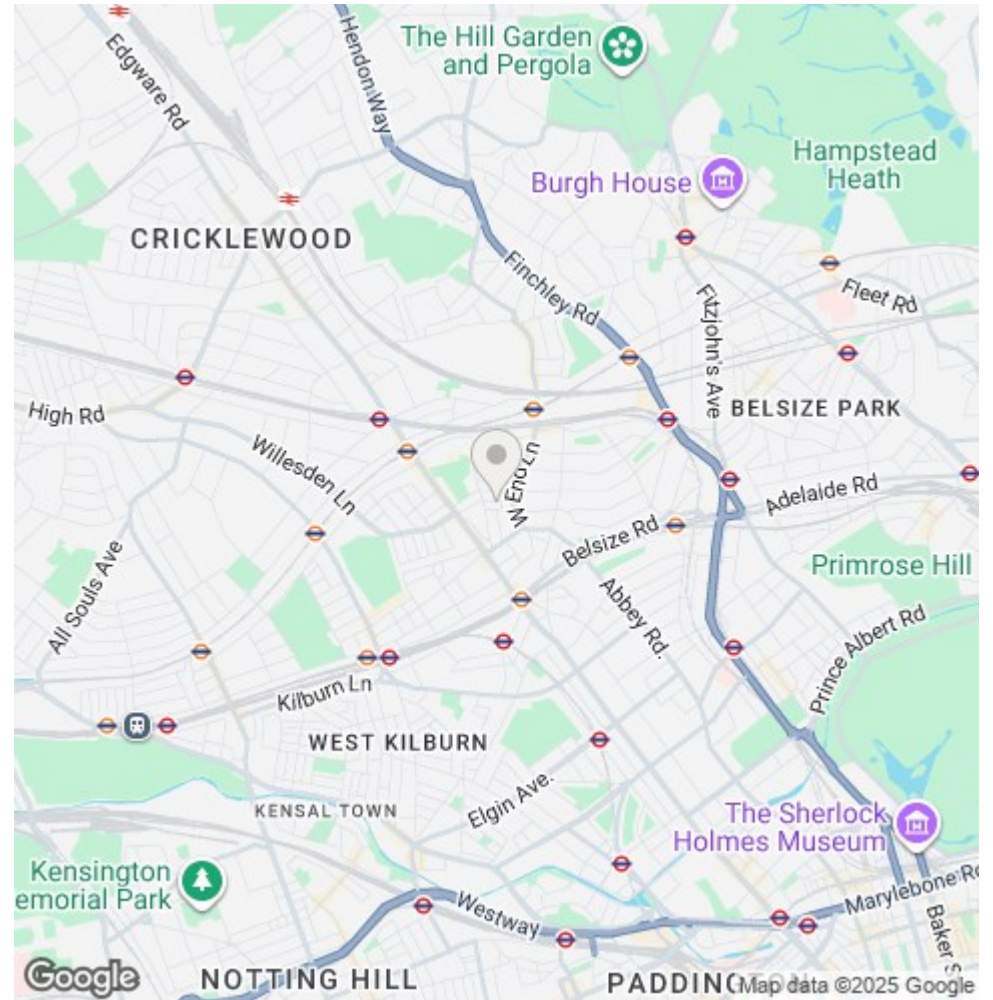 The Hill Garden
and Pergola
Hendon Way
Edgware Rd
Hampstead
Heath
Burgh House
CRICKLEWOOD
Finchley Rd
Fleet Rd
Fitzjohn's Ave
High Rd
BELSIZE PARK
Willesden Ln
W End Ln
Adelaide Rd
Belsize Rd
Primrose Hill
All Souls Ave
Abbey Rd.
Prince Albert Rd
Kilburn Ln
WEST KILBURN
Elgin Ave.
KENSAL TOWN
The Sherlock
Holmes Museum
Kensington
emorial Park
Marylebone Rd
Westway
Baker S
NOTTING HILL
Google
Map data ©2025 Google